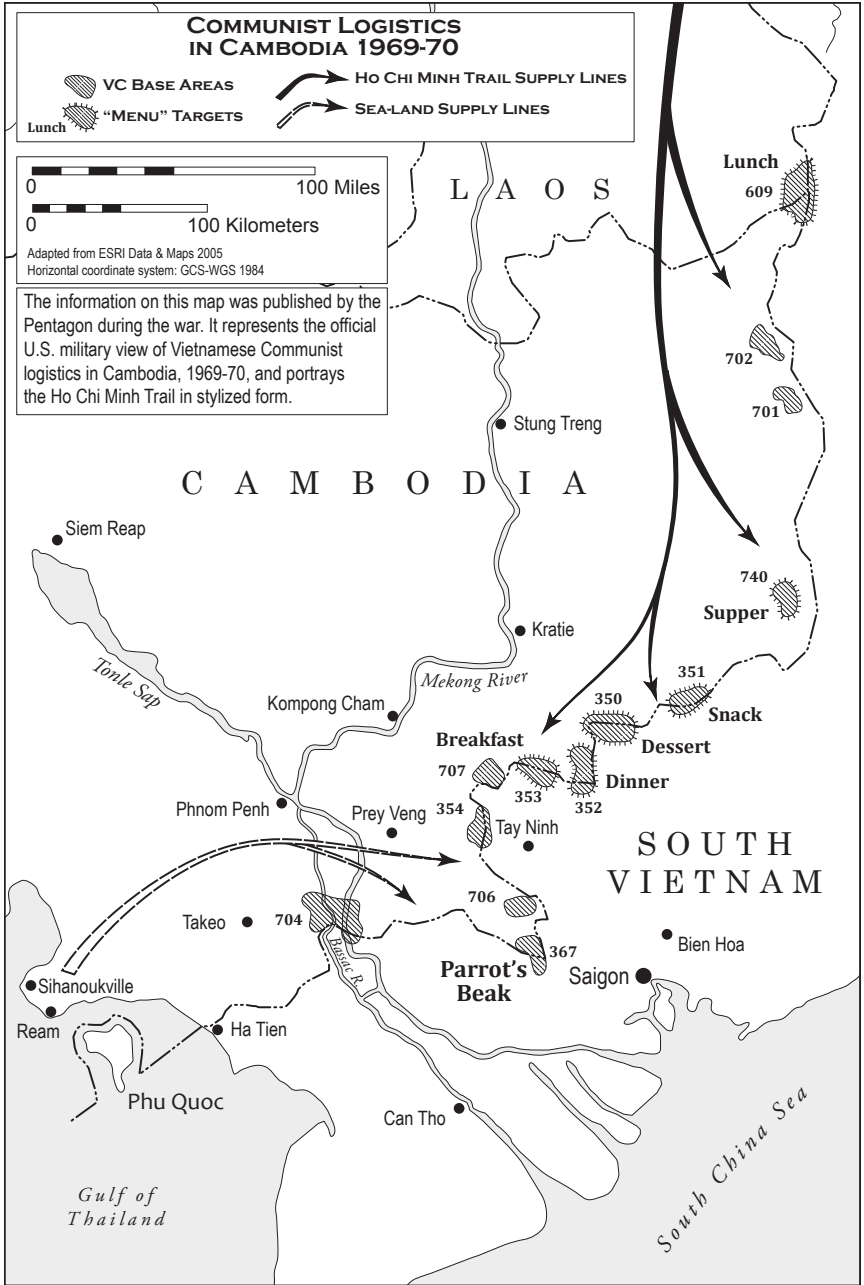 COMMUNIST LOGISTICS
IN CAMBODIA 1969-70
VC BASE AREAS
HO CHI MINH TRAIL SUPPLY LINES
Lunch
“MENU” TARGETS
SEA-LAND SUPPLY LINES
0
100 Miles
0
100 Kilometers
Adapted from ESRI Data & Maps 2005
Horizontal coordinate system: GCS-WGS 1984
The information on this map was published by the
Pentagon during the war. It represents the official
U.S. military view of Vietnamese Communist
logistics in Cambodia, 1969-70, and portrays
the Ho Chi Minh Trail in stylized form.
LAOS
Lunch
609
702
701
Stung Treng
CAMBODIA
Siem Reap
740
Supper
Kratie
Tonle Sap
Mekong River
351
Snack
Kompong Cham
350
Dessert
Breakfast
707
353
Dinner
352
Phnom Penh
Prey Veng
354
Tay Ninh
SOUTH
VIETNAM
706
Takeo
704
Bassac R.
367
Bien Hoa
Parrot’s
Beak
Saigon
Sihanoukville
Ream
Ha Tien
Phu Quoc
Can Tho
Gulf of
Thailand
South China Sea